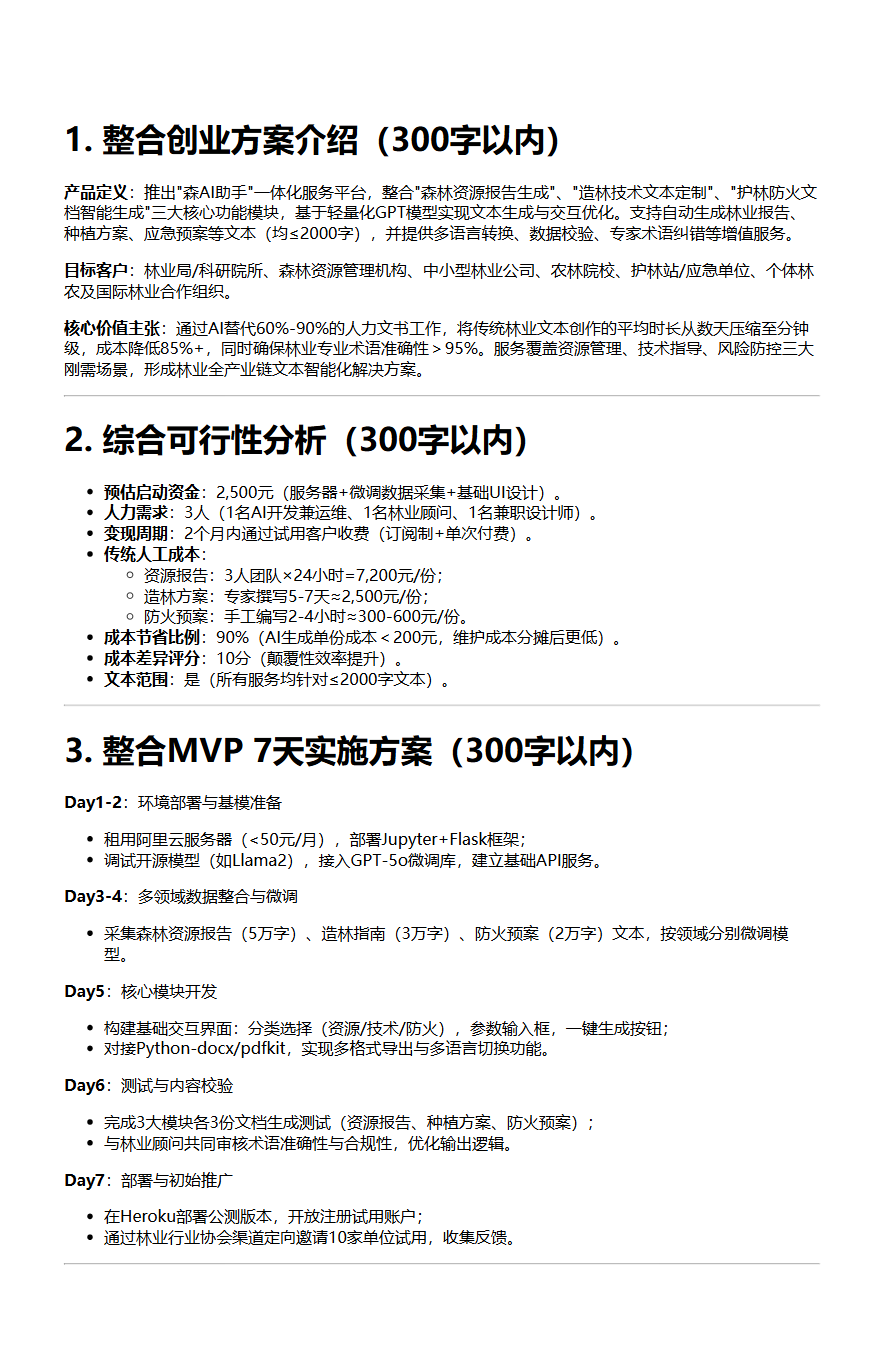 1. 整合创业方案介绍（300字以内）
产品定义：推出"森AI助手"一体化服务平台，整合"森林资源报告生成"、"造林技术文本定制"、"护林防火文
档智能生成"三大核心功能模块，基于轻量化GPT模型实现文本生成与交互优化。支持自动生成林业报告、
种植方案、应急预案等文本（均≤2000字），并提供多语言转换、数据校验、专家术语纠错等增值服务。
目标客户：林业局/科研院所、森林资源管理机构、中小型林业公司、农林院校、护林站/应急单位、个体林
农及国际林业合作组织。
核心价值主张：通过AI替代60%-90%的人力文书工作，将传统林业文本创作的平均时长从数天压缩至分钟
级，成本降低85%+，同时确保林业专业术语准确性＞95%。服务覆盖资源管理、技术指导、风险防控三大
刚需场景，形成林业全产业链文本智能化解决方案。
2. 综合可行性分析（300字以内）
• 预估启动资金：2,500元（服务器+微调数据采集+基础UI设计）。
• 人力需求：3人（1名AI开发兼运维、1名林业顾问、1名兼职设计师）。
• 变现周期：2个月内通过试用客户收费（订阅制+单次付费）。
• 传统人工成本：
◦ 资源报告：3人团队×24小时=7,200元/份；
◦ 造林方案：专家撰写5-7天≈2,500元/份；
◦ 防火预案：手工编写2-4小时≈300-600元/份。
• 成本节省比例：90%（AI生成单份成本＜200元，维护成本分摊后更低）。
• 成本差异评分：10分（颠覆性效率提升）。
• 文本范围：是（所有服务均针对≤2000字文本）。
3. 整合MVP 7天实施方案（300字以内）
Day1-2：环境部署与基模准备
• 租用阿里云服务器（<50元/月），部署Jupyter+Flask框架；
• 调试开源模型（如Llama2），接入GPT-5o微调库，建立基础API服务。
Day3-4：多领域数据整合与微调
• 采集森林资源报告（5万字）、造林指南（3万字）、防火预案（2万字）文本，按领域分别微调模
型。
Day5：核心模块开发
• 构建基础交互界面：分类选择（资源/技术/防火），参数输入框，一键生成按钮；
• 对接Python-docx/pdfkit，实现多格式导出与多语言切换功能。
Day6：测试与内容校验
• 完成3大模块各3份文档生成测试（资源报告、种植方案、防火预案）；
• 与林业顾问共同审核术语准确性与合规性，优化输出逻辑。
Day7：部署与初始推广
• 在Heroku部署公测版本，开放注册试用账户；
• 通过林业行业协会渠道定向邀请10家单位试用，收集反馈。